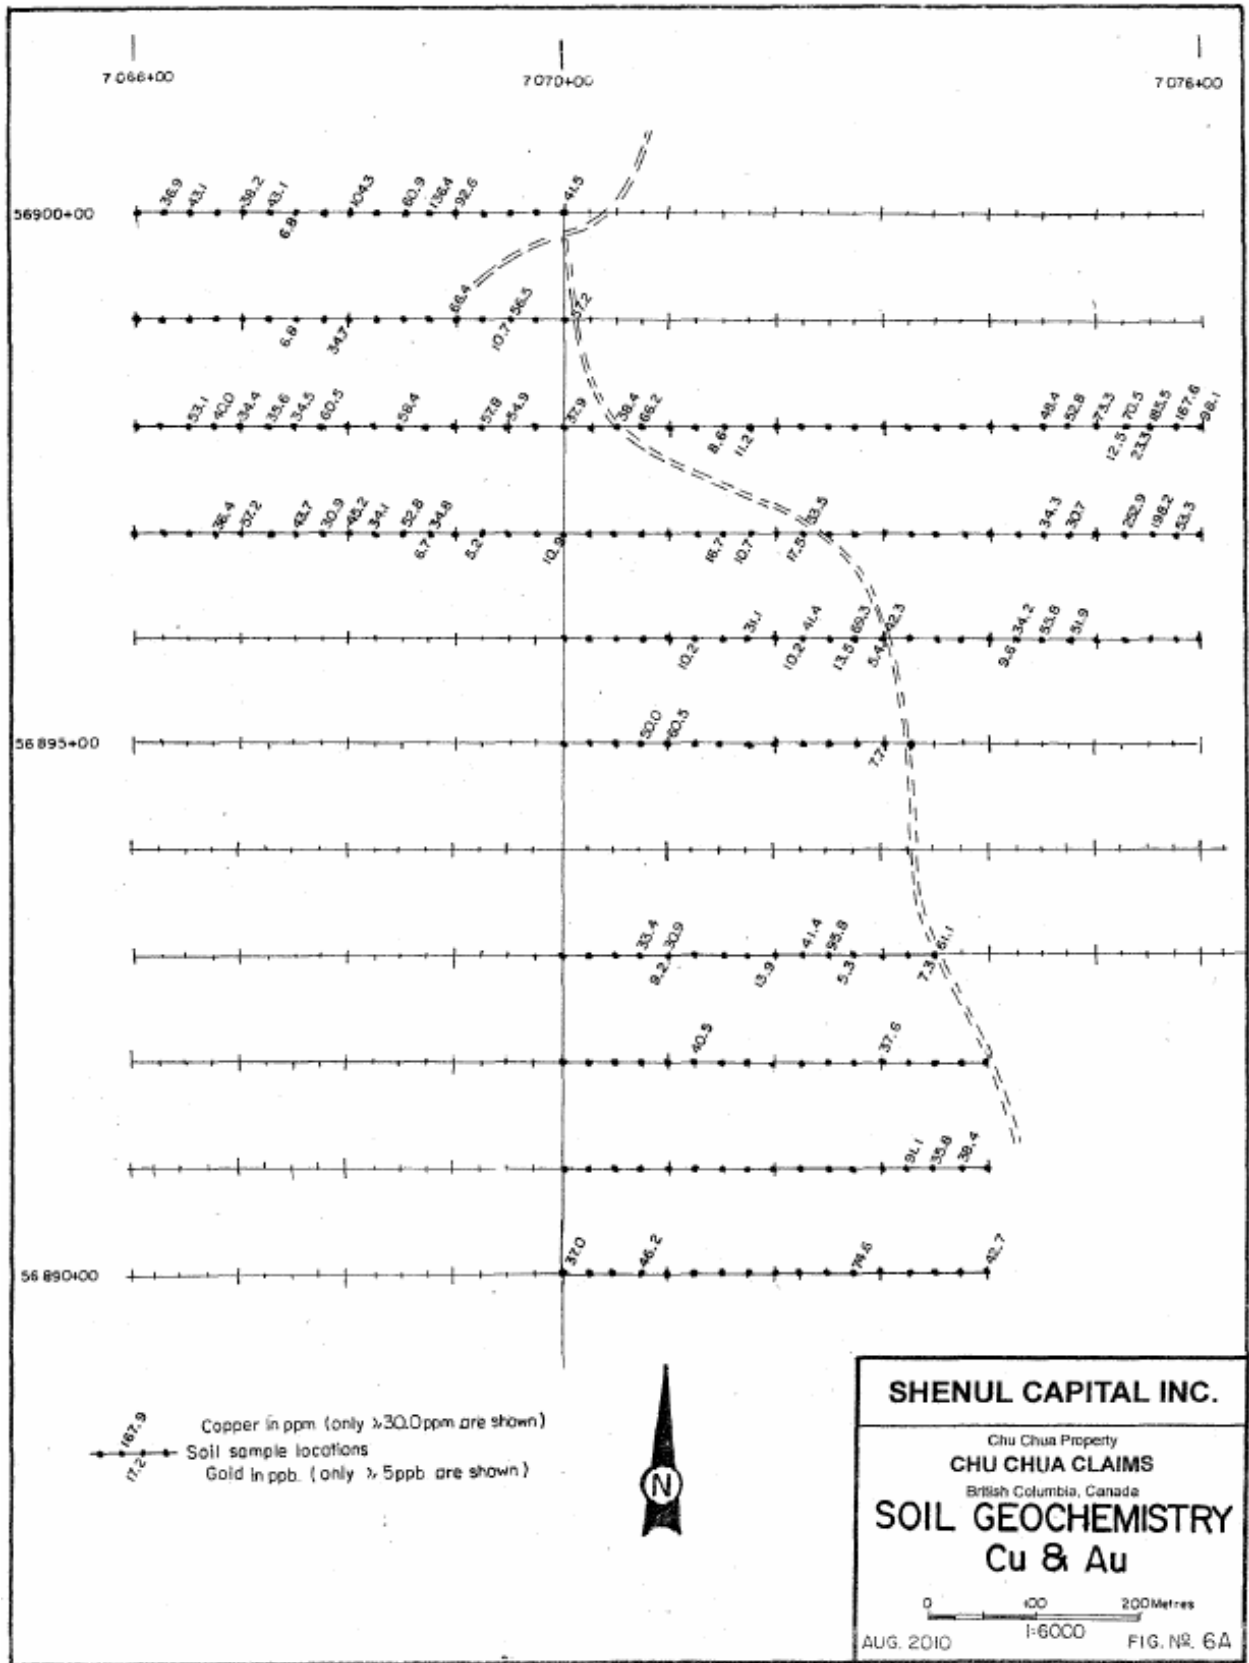 7066+00 7070+00 7076+00
36.9 43.1 38.2 43.1 104.3 60.9 136.4 92.6 41.5
56900+00
6.8
66.4 56.5 57.2
6.8 34.7 10.7
53.1 40.0 34.4 35.6 34.5 60.5 58.4 57.8 54.9 37.9 38.4 66.2 48.4 52.8 73.3 70.5 185.5 167.6 98.1
8.6 11.2 12.5 23.3
36.4 57.2 43.7 30.9 45.2 34.1 52.8 34.8 33.5 34.3 30.7 252.9 198.2 53.3
6.7 5.2 10.9 16.7 10.7 17.5
31.1 41.4 69.3 42.3 34.2 53.8 31.9
10.2 10.2 13.5 5.4 9.6
50.0 60.5
56895+00
7.7
33.4 30.9 41.4 95.8 61.1
9.2 13.9 5.3 7.3
40.5 37.6
91.1 35.8 38.4
37.0 46.2 74.6 42.7
56890+00
167.9
17.2
Copper in ppm (only ⩾30.0ppm are shown)
Soil sample locations
Gold in ppb. (only ⩾ 5ppb are shown)
N
SHENUL CAPITAL INC.
Chu Chua Property
CHU CHUA CLAIMS
British Columbia, Canada
SOIL GEOCHEMISTRY
Cu & Au
0 100 200 Metres
1:6000
AUG. 2010 FIG. Nº. 6A